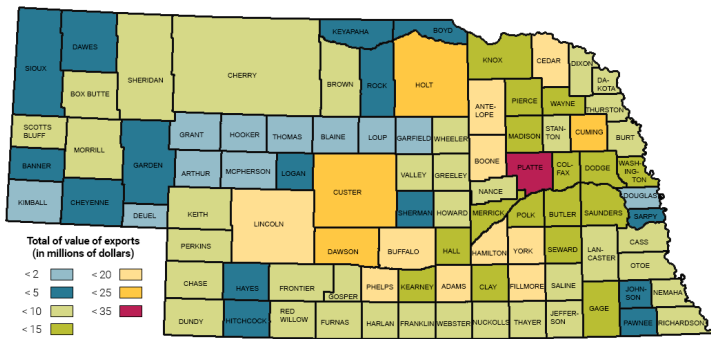 KEYAPAHA
BOYD
DAWES
SIOUX
SHERIDAN
CHERRY
BROWN
ROCK
HOLT
KNOX
CEDAR
DIXON
DA-
KOTA
BOX BUTTE
ANTE-
LOPE
PIERCE
WAYNE
THURSTON
SCOTTS
BLUFF
MORRILL
GARDEN
GRANT
HOOKER
THOMAS
BLAINE
LOUP
GARFIELD
WHEELER
MADISON
STAN-
TON
CUMING
BURT
BANNER
ARTHUR
MCPHERSON
LOGAN
CUSTER
VALLEY
GREELEY
BOONE
PLATTE
COL-
FAX
DODGE
WASH-
ING-
TON
KIMBALL
CHEYENNE
DEUEL
KEITH
LINCOLN
SHERMAN
HOWARD
NANCE
MERRICK
POLK
BUTLER
SAUNDERS
DOUGLAS
SARPY
PERKINS
DAWSON
BUFFALO
HALL
HAMILTON
YORK
SEWARD
LAN-
CASTER
CASS
OTOE
CHASE
HAYES
FRONTIER
GOSPER
PHELPS
KEARNEY
ADAMS
CLAY
FILLMORE
SALINE
GAGE
JOHN-
SON
NEMAHA
DUNDY
HITCHCOCK
RED
WILLOW
FURNAS
HARLAN
FRANKLIN
WEBSTER
NUCKOLLS
THAYER
JEFFER-
SON
PAWNEE
RICHARDSON
Total of value of exports
(in millions of dollars)
< 2
< 5
< 10
< 15
< 20
< 25
< 35